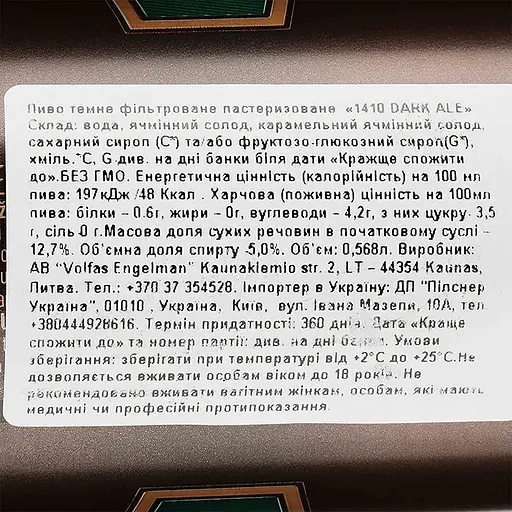 Пиво темне фільтроване пастеризоване «1410 DARK ALE»
Склад: вода, ячмінний солод, карамельний ячмінний солод,
сахарний сироп (С*) та/або фруктозо-глюкозний сироп(G*),
хміль.*С, G див. на дні банки біля дати «Кражще спожити
до».БЕЗ ГМО. Енергетична цінність (калорійність) на 100 мл
пива: 197кДж /48 Ккал . Харчова (поживна) цінність на 100мл
пива: білки – 0.6г, жири – 0г, вуглеводи – 4,2г, з них цукру- 3,5
г, сіль-0 г.Масова доля сухих речовин в початковому суслі –
12,7%. Об'ємна доля спирту -5,0%. Об'єм: 0,568л. Виробник:
АВ "Volfas Engelman" Kaunakiemio str. 2, LT – 44354 Kaunas,
Литва. Тел.: +370 37 354528. Імпортер в Україну: ДП "Пілснер
Україна", 01010 , Україна, Київ, вул. Івана Мазепи, 10А, тел
+380444928616. Термін придатності: 360 днів. Дата «Краще
спожити до» та номер партії: див. на дні банки. Умови
зберігання: зберігати при температурі від +2°С до +25°С.Не
дозволяється вживати особам віком до 18 років. Не
рекомендовано вживати вагітним жінкам, особам, які мають
медичні чи професійні протипоказання.